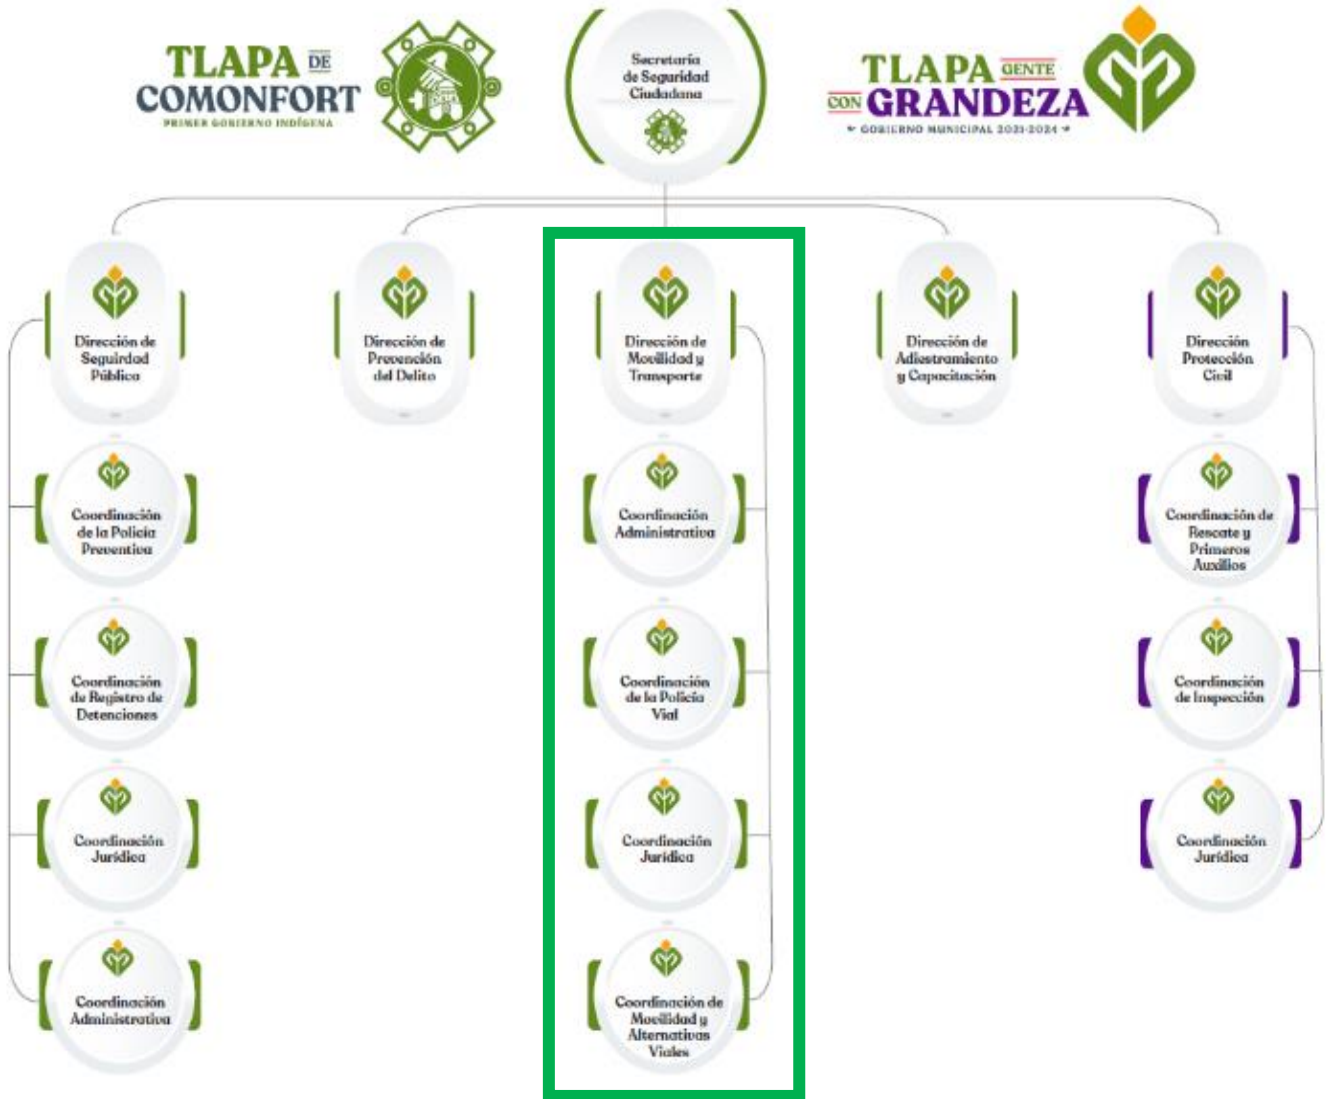 TLAPA DE
COMONFORT
PRIMER GOBIERNO INDÍGENA
Secretaría
de Seguridad
Ciudadana
TLAPA GENTE
CON GRANDEZA
GOBIERNO MUNICIPAL 2021-2024
Dirección de
Seguirdad
Pública
Dirección de
Prevención
del Delito
Dirección de
Movilidad y
Transporte
Dirección de
Adiestramiento
y Capacitación
Dirección
Protección
Civil
Coordinación
de la Policía
Preventiva
Coordinación
Administrativa
Coordinación de
Rescate y
Primeros
Auxilios
Coordinación
de Registro de
Detenciones
Coordinación
de la Policía
Vial
Coordinación
de Inspección
Coordinación
Jurídica
Coordinación
Jurídica
Coordinación
Jurídica
Coordinación
Administrativa
Coordinación de
Movilidad y
Alternativas
Viales